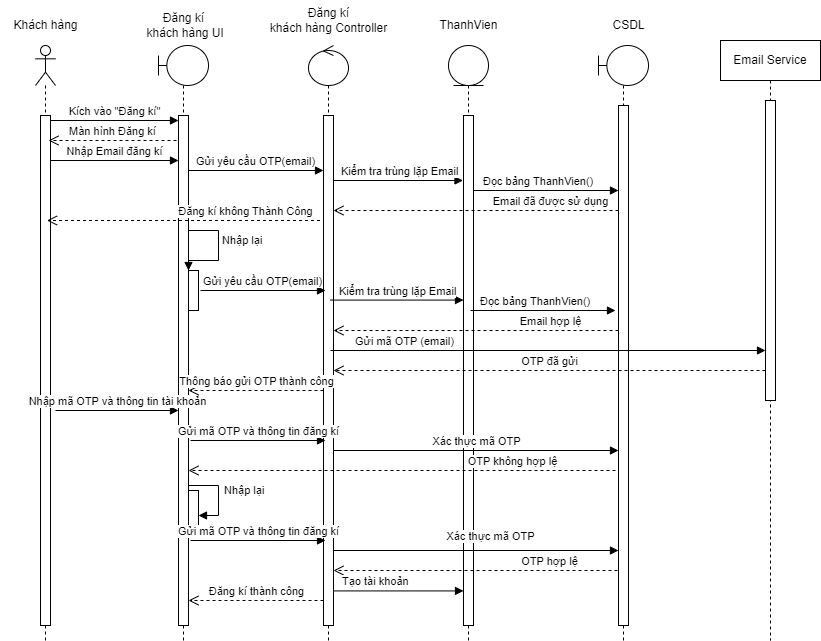 Khách hàng
Đăng kí
khách hàng UI
Đăng kí
khách hàng Controller
ThanhVien
CSDL
Email Service
Kích vào "Đăng kí"
Màn hình Đăng kí
Nhập Email đăng kí
Gửi yêu cầu OTP(email)
Kiểm tra trùng lặp Email
Đọc bảng ThanhVien()
Email đã được sử dụng
Đăng kí không Thành Công
Nhập lại
Gửi yêu cầu OTP(email)
Kiểm tra trùng lặp Email
Đọc bảng ThanhVien()
Email hợp lệ
Gửi mã OTP (email)
OTP đã gửi
Thông báo gửi OTP thành công
Nhập mã OTP và thông tin tài khoản
Gửi mã OTP và thông tin đăng kí
Xác thực mã OTP
OTP không hợp lệ
Nhập lại
Gửi mã OTP và thông tin đăng kí
Xác thực mã OTP
OTP hợp lệ
Tạo tài khoản
Đăng kí thành công